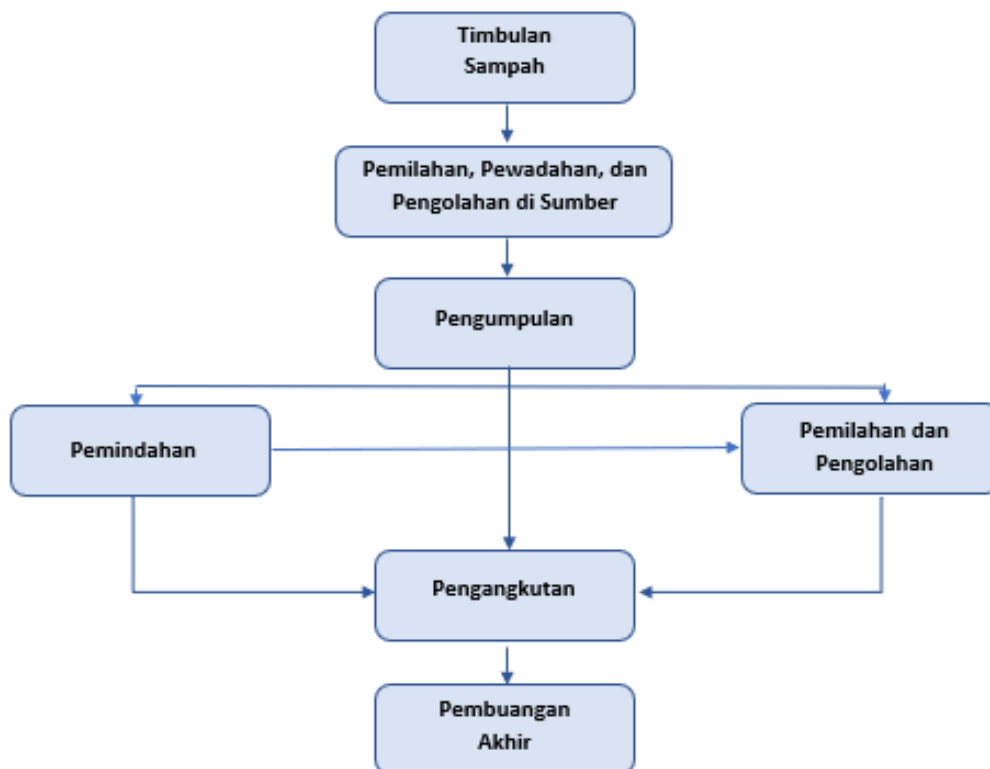 Timbulan
Sampah
Pemilahan, Pewadahan, dan
Pengolahan di Sumber
Pengumpulan
Pemindahan
Pemilahan dan
Pengolahan
Pengangkutan
Pembuangan
Akhir